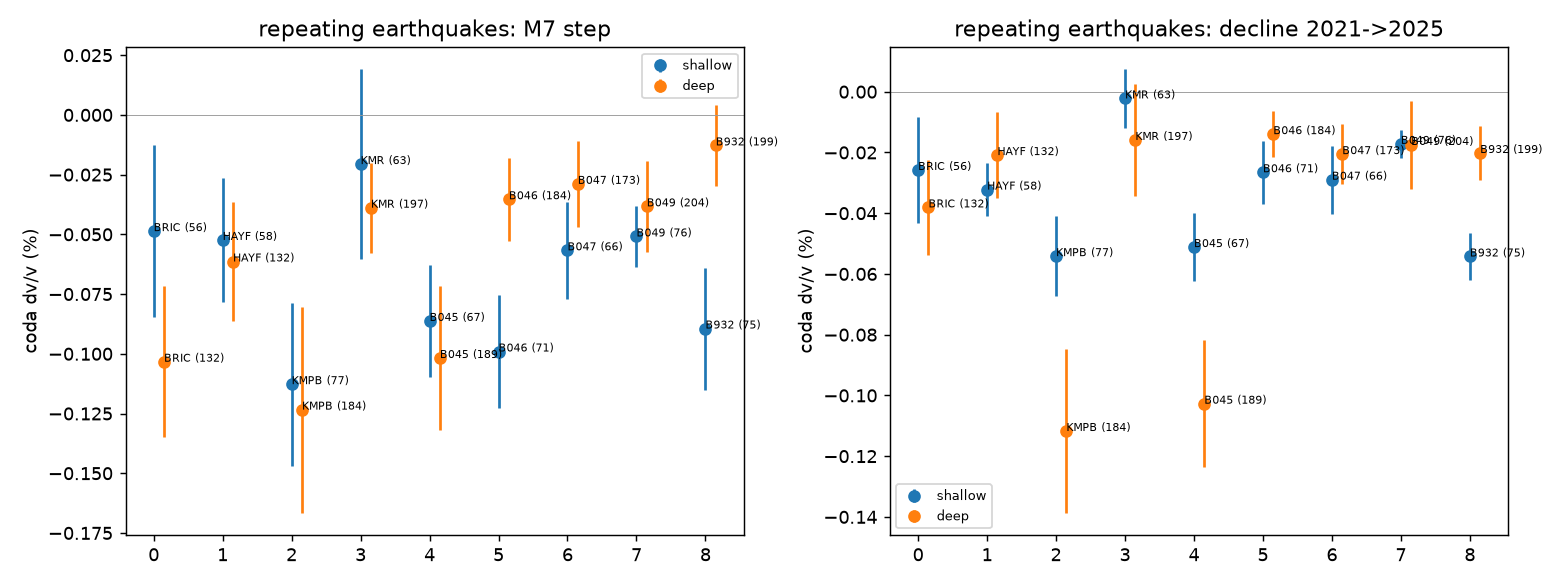 repeating earthquakes: M7 step
coda dv/v (%)
0.025
0.000
−0.025
−0.050
−0.075
−0.100
−0.125
−0.150
−0.175
shallow
deep
BRIC (56)
BRIC (132)
HAYF (58)
HAYF (132)
KMPB (77)
KMPB (184)
KMR (63)
KMR (197)
B045 (67)
B045 (189)
B046 (71)
B046 (184)
B047 (66)
B047 (173)
B049 (76)
B049 (204)
B932 (75)
B932 (199)
0 1 2 3 4 5 6 7 8
repeating earthquakes: decline 2021->2025
coda dv/v (%)
0.00
−0.02
−0.04
−0.06
−0.08
−0.10
−0.12
−0.14
BRIC (56)
BRIC (132)
HAYF (58)
HAYF (132)
KMPB (77)
KMPB (184)
KMR (63)
KMR (197)
B045 (67)
B045 (189)
B046 (71)
B046 (184)
B047 (66)
B047 (173)
B049 (76)
B049 (204)
B932 (75)
B932 (199)
shallow
deep
0 1 2 3 4 5 6 7 8